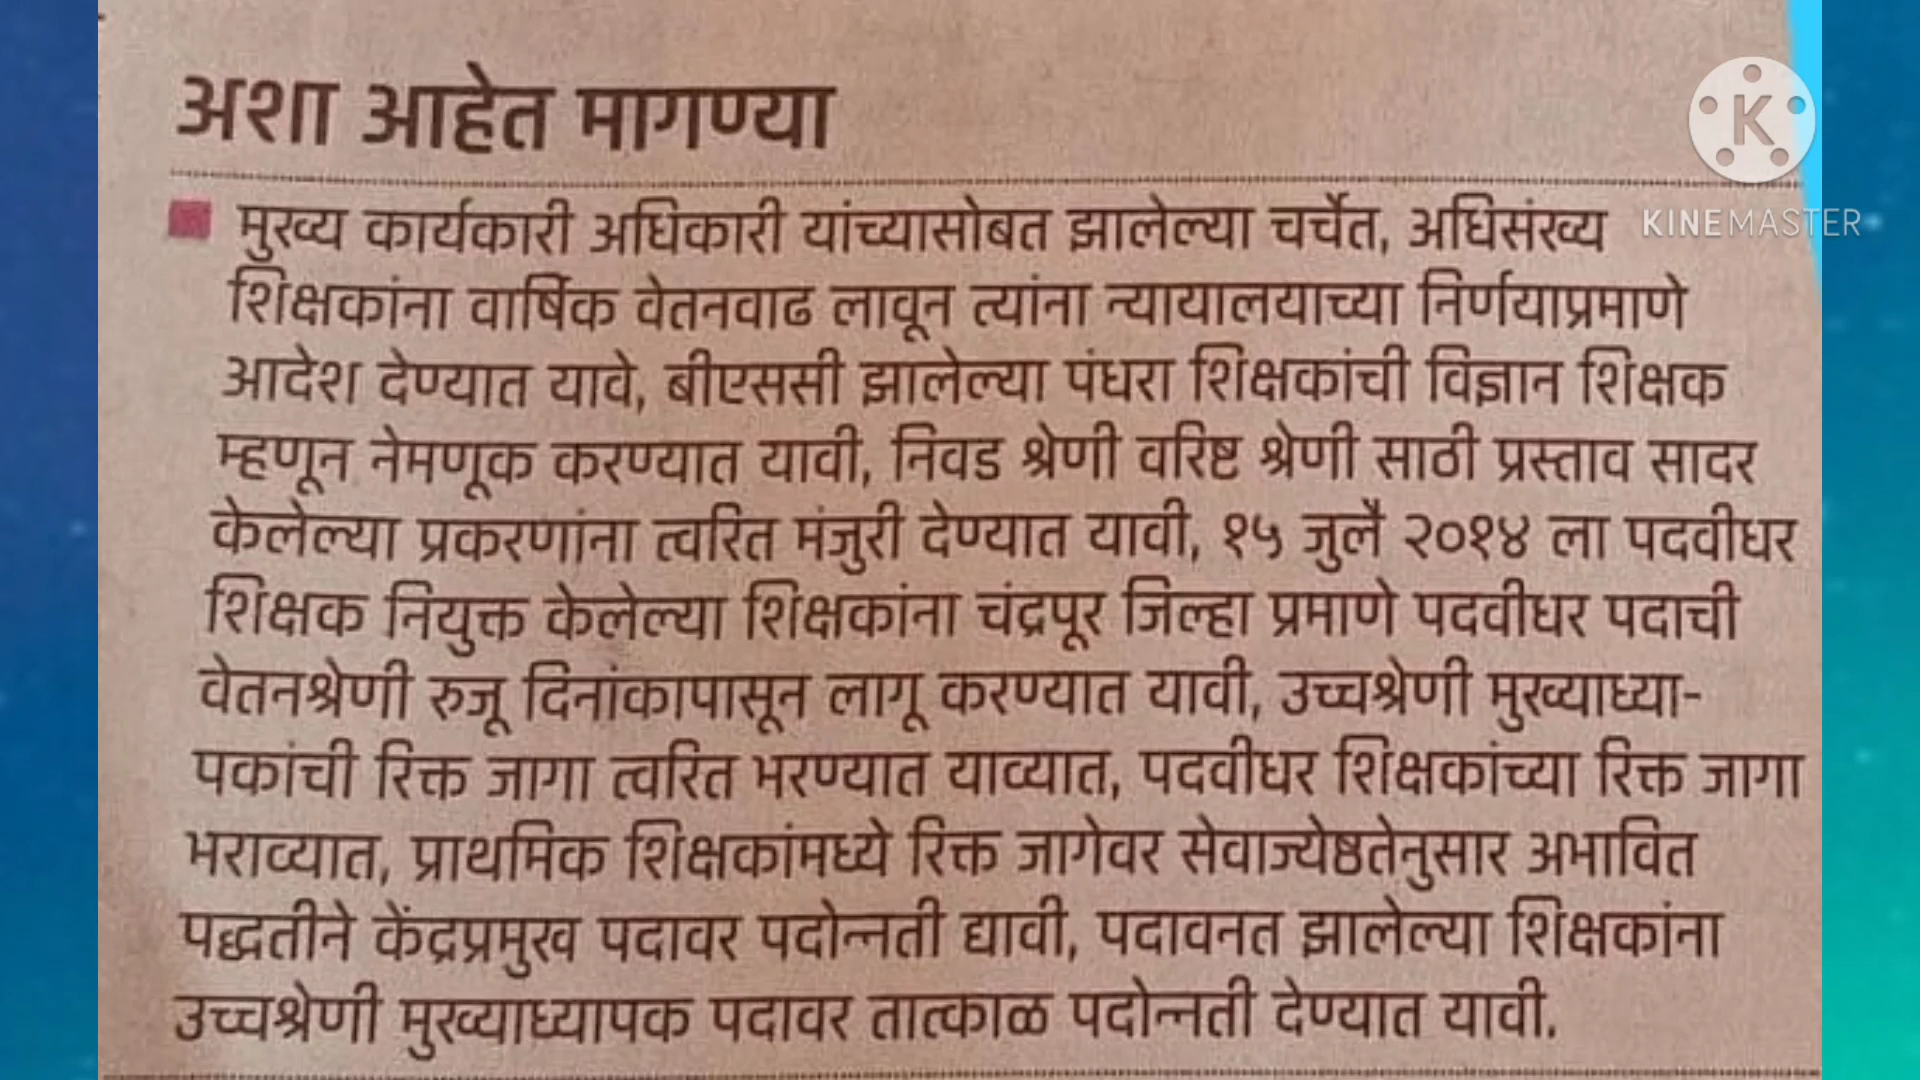 अशा आहेत मागण्या
मुख्य कार्यकारी अधिकारी यांच्यासोबत झालेल्या चर्चेत, अधिसंख्य
शिक्षकांना वार्षिक वेतनवाढ लावून त्यांना न्यायालयाच्या निर्णयाप्रमाणे
आदेश देण्यात यावे, बीएससी झालेल्या पंधरा शिक्षकांची विज्ञान शिक्षक
म्हणून नेमणूक करण्यात यावी, निवड श्रेणी वरिष्ट श्रेणी साठी प्रस्ताव सादर
केलेल्या प्रकरणांना त्वरित मंजुरी देण्यात यावी, १५ जुलै २०१४ ला पदवीधर
शिक्षक नियुक्त केलेल्या शिक्षकांना चंद्रपूर जिल्हा प्रमाणे पदवीधर पदाची
वेतनश्रेणी रुजू दिनांकापासून लागू करण्यात यावी, उच्चश्रेणी मुख्याध्या-
पकांची रिक्त जागा त्वरित भरण्यात याव्यात, पदवीधर शिक्षकांच्या रिक्त जागा
भराव्यात, प्राथमिक शिक्षकांमध्ये रिक्त जागेवर सेवाज्येष्ठतेनुसार अभावित
पद्धतीने केंद्रप्रमुख पदावर पदोन्नती द्यावी, पदावनत झालेल्या शिक्षकांना
उच्चश्रेणी मुख्याध्यापक पदावर तात्काळ पदोन्नती देण्यात यावी.
K
KINEMASTER